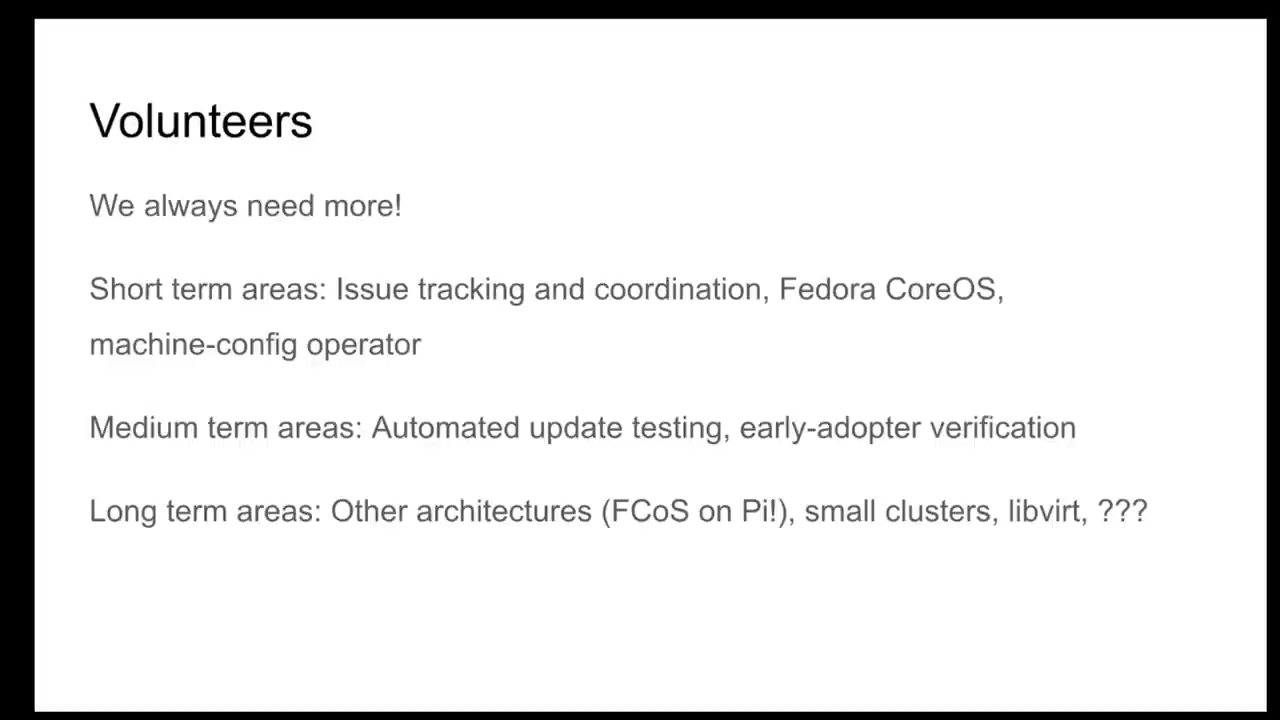 Volunteers
We always need more!
Short term areas: Issue tracking and coordination, Fedora CoreOS,
machine-config operator
Medium term areas: Automated update testing, early-adopter verification
Long term areas: Other architectures (FCoS on Pi!), small clusters, libvirt, ???